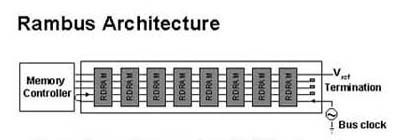 Rambus Architecture
Memory
Controller
RDRAM
RDRAM
RDRAM
RDRAM
RDRAM
RDRAM
RDRAM
RDRAM
Vref
Termination
Bus clock